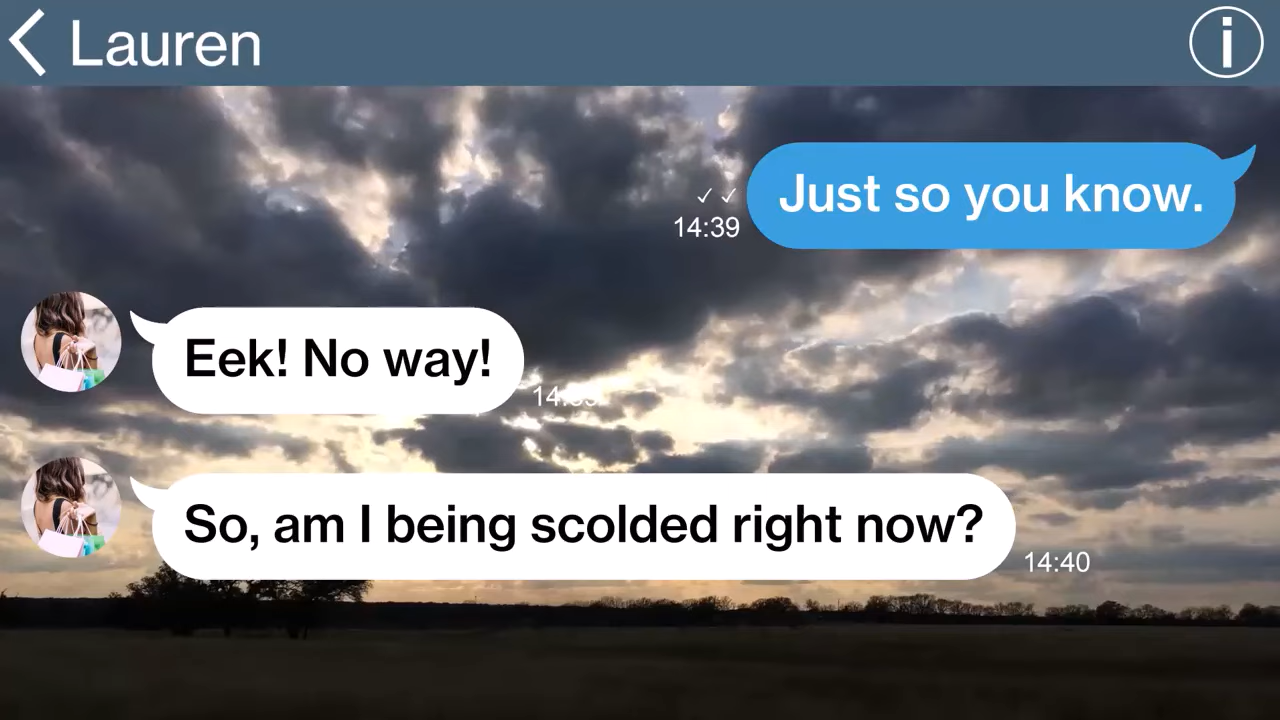 Lauren
Just so you know.
✓✓
14:39
Eek! No way!
So, am I being scolded right now?
14:40